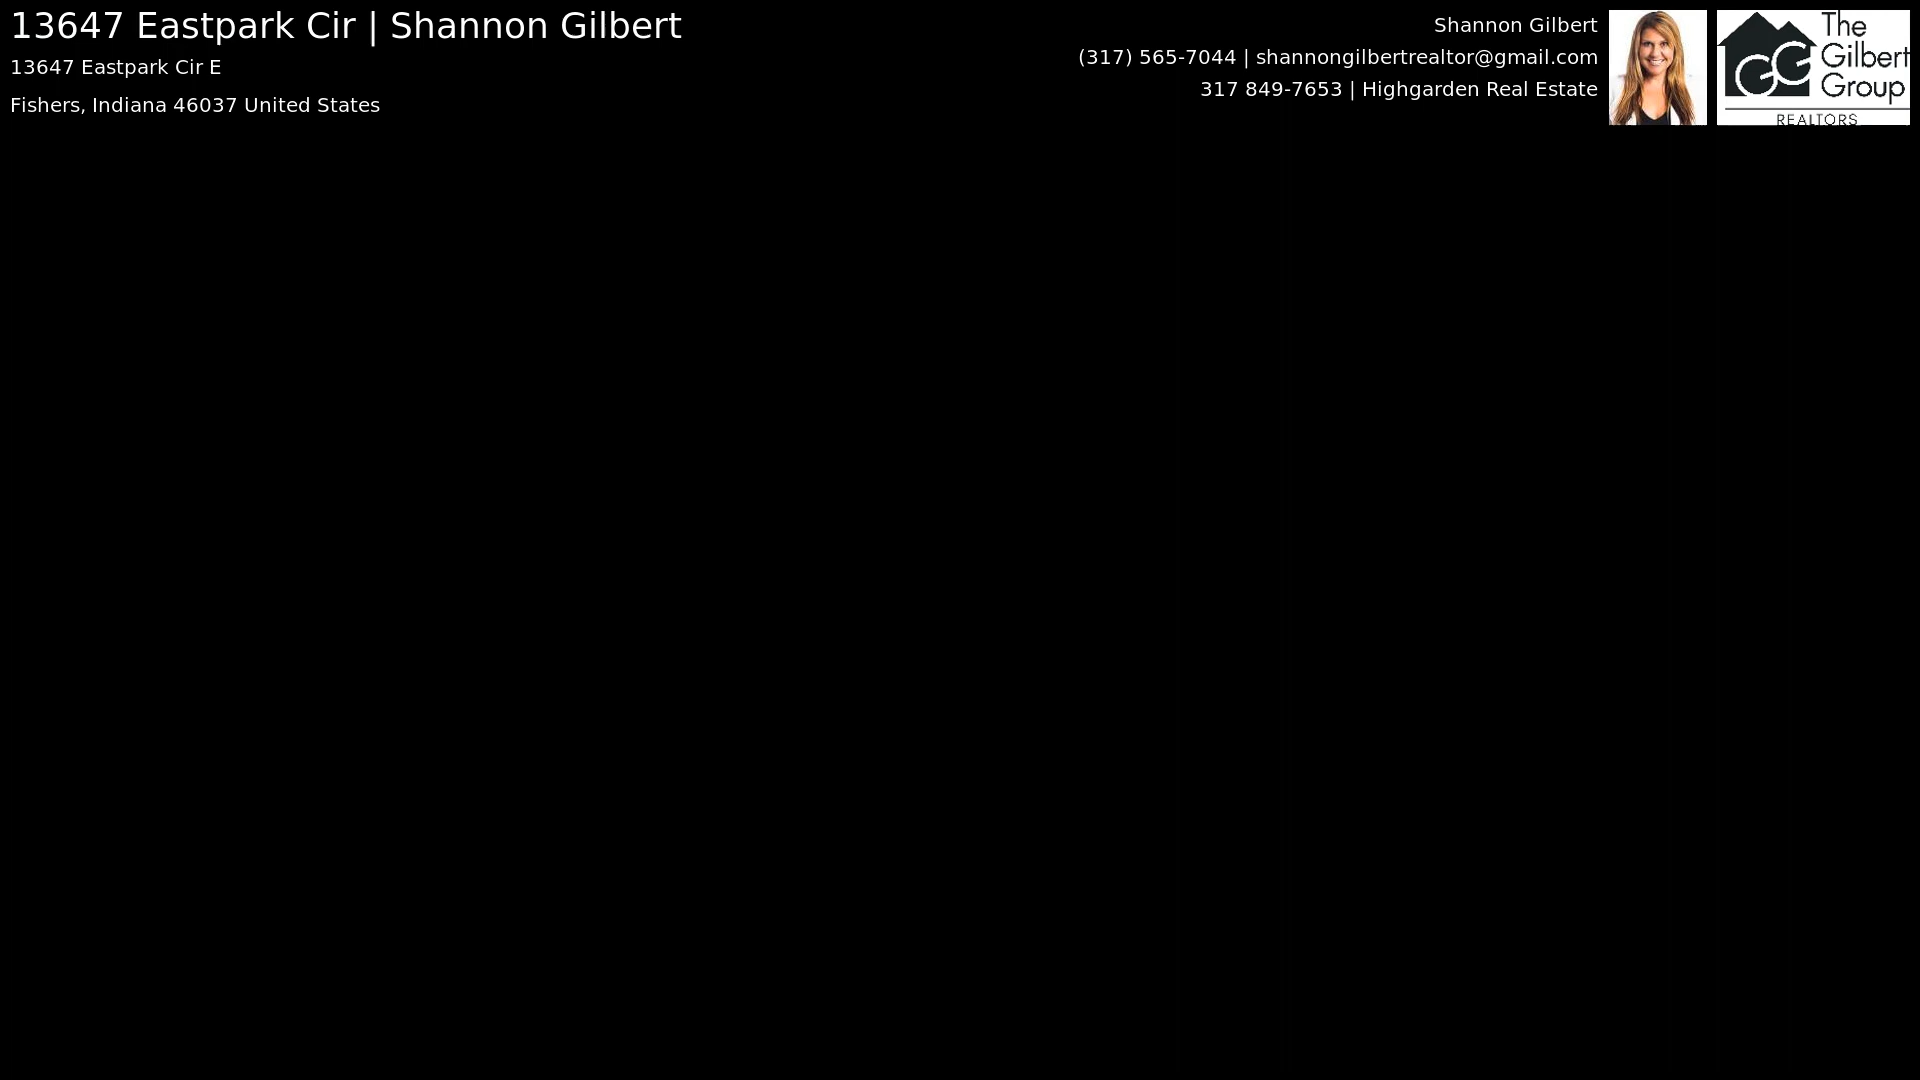 13647 Eastpark Cir | Shannon Gilbert
13647 Eastpark Cir E
Fishers, Indiana 46037 United States
Shannon Gilbert
(317) 565-7044 | shannongilbertrealtor@gmail.com
317 849-7653 | Highgarden Real Estate
The
Gilbert
Group
GG
REALTORS